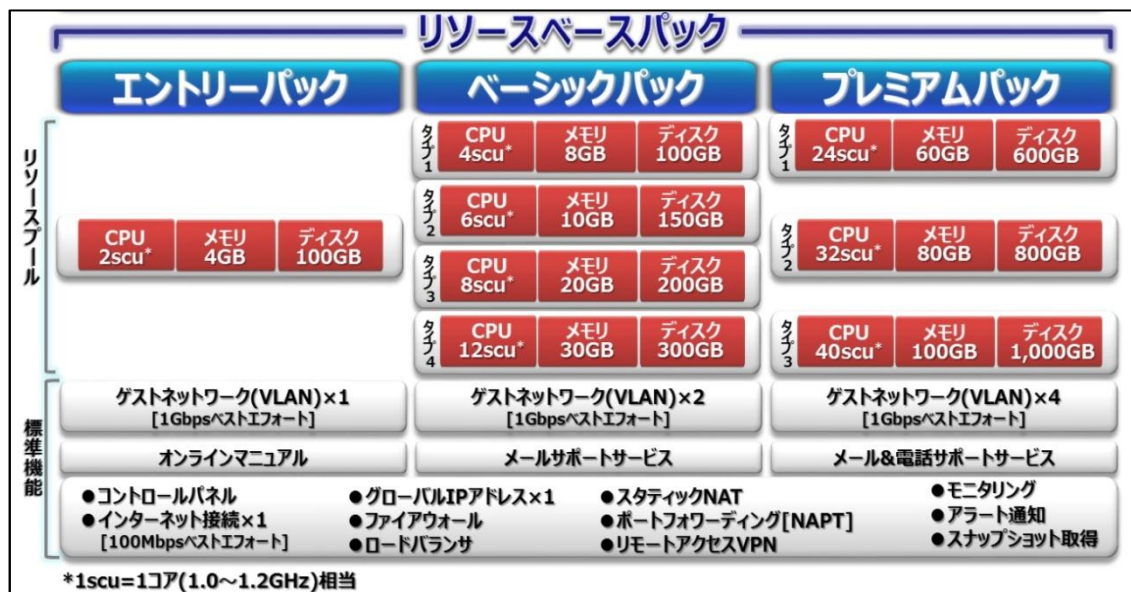 リソースベースパック
エントリーパック
ベーシックパック
プレミアムパック
リソースプール
CPU
2scu*
メモリ
4GB
ディスク
100GB
タイプ1
CPU
4scu*
メモリ
8GB
ディスク
100GB
タイプ2
CPU
6scu*
メモリ
10GB
ディスク
150GB
タイプ3
CPU
8scu*
メモリ
20GB
ディスク
200GB
タイプ4
CPU
12scu*
メモリ
30GB
ディスク
300GB
タイプ1
CPU
24scu*
メモリ
60GB
ディスク
600GB
タイプ2
CPU
32scu*
メモリ
80GB
ディスク
800GB
タイプ3
CPU
40scu*
メモリ
100GB
ディスク
1,000GB
標準機能
ゲストネットワーク(VLAN)×1
[1Gbpsベストエフォート]
ゲストネットワーク(VLAN)×2
[1Gbpsベストエフォート]
ゲストネットワーク(VLAN)×4
[1Gbpsベストエフォート]
オンラインマニュアル
メールサポートサービス
メール&電話サポートサービス
●コントロールパネル
●インターネット接続×1
[100Mbpsベストエフォート]
●グローバルIPアドレス×1
●ファイアウォール
●ロードバランサ
●スタティックNAT
●ポートフォワーディング[NAPT]
●リモートアクセスVPN
●モニタリング
●アラート通知
●スナップショット取得
*1scu=1コア(1.0～1.2GHz)相当